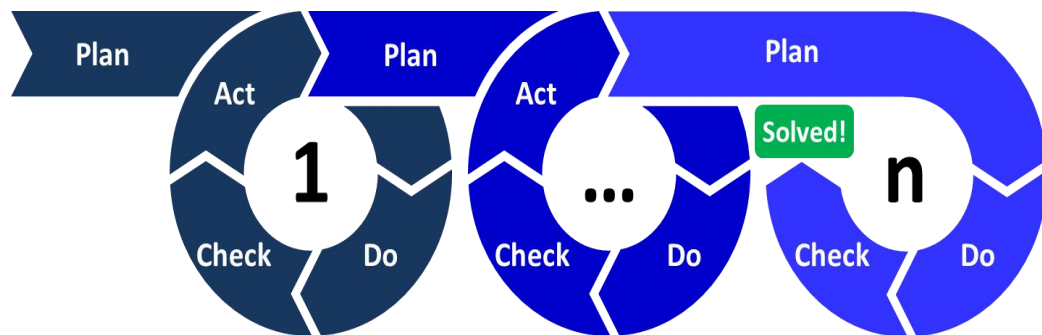 Plan
Plan
Plan
Act
Act
Solved!
1
...
n
Check
Do
Check
Do
Check
Do